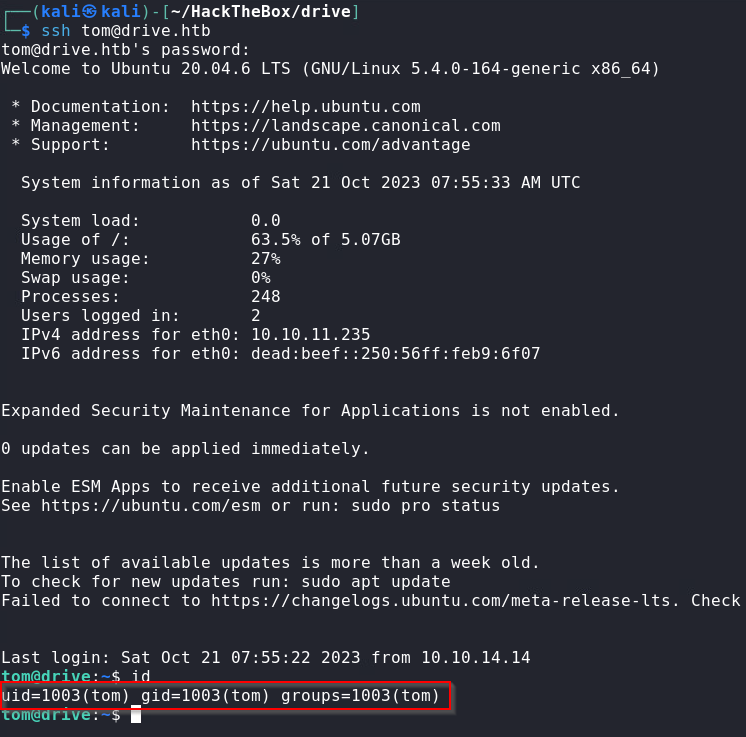 ┌──(kali㉿kali)-[~/HackTheBox/drive]
└─$ ssh tom@drive.htb
tom@drive.htb's password:
Welcome to Ubuntu 20.04.6 LTS (GNU/Linux 5.4.0-164-generic x86_64)
* Documentation:  https://help.ubuntu.com
* Management:     https://landscape.canonical.com
* Support:        https://ubuntu.com/advantage
System information as of Sat 21 Oct 2023 07:55:33 AM UTC
System load:           0.0
Usage of /:            63.5% of 5.07GB
Memory usage:          27%
Swap usage:            0%
Processes:             248
Users logged in:       2
IPv4 address for eth0: 10.10.11.235
IPv6 address for eth0: dead:beef::250:56ff:feb9:6f07
Expanded Security Maintenance for Applications is not enabled.
0 updates can be applied immediately.
Enable ESM Apps to receive additional future security updates.
See https://ubuntu.com/esm or run: sudo pro status
The list of available updates is more than a week old.
To check for new updates run: sudo apt update
Failed to connect to https://changelogs.ubuntu.com/meta-release-lts. Check
Last login: Sat Oct 21 07:55:22 2023 from 10.10.14.14
tom@drive:~$ id
uid=1003(tom) gid=1003(tom) groups=1003(tom)
tom@drive:~$